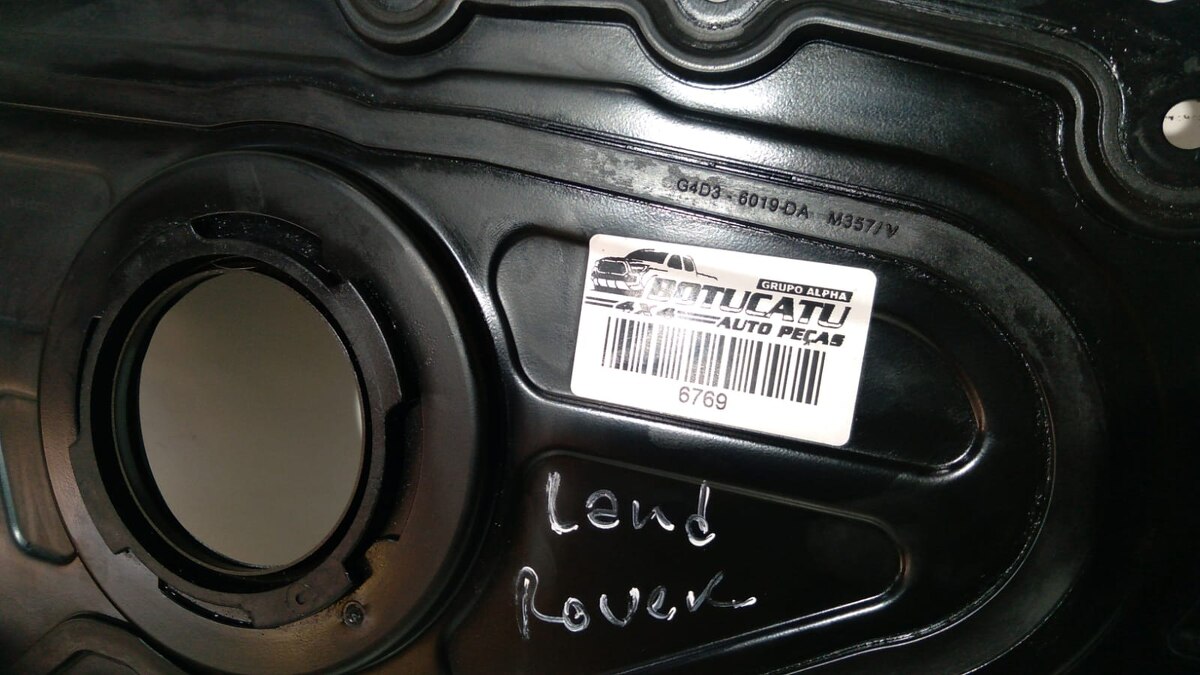 G4D3 - 6019-DA M357/V
GRUPO ALPHA
BOTUCATU
4X4 AUTO PEÇAS
6769
Land
Rover